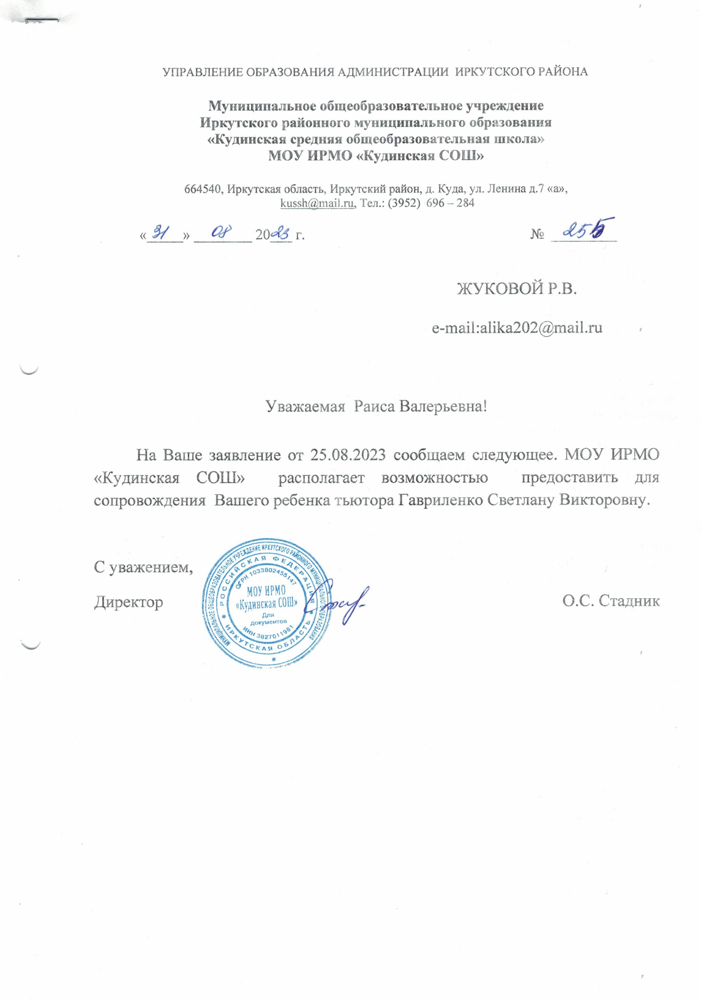 УПРАВЛЕНИЕ ОБРАЗОВАНИЯ АДМИНИСТРАЦИИ ИРКУТСКОГО РАЙОНА
Муниципальное общеобразовательное учреждение
Иркутского районного муниципального образования
«Кудинская средняя общеобразовательная школа»
МОУ ИРМО «Кудинская СОШ»
664540, Иркутская область, Иркутский район, д. Куда, ул. Ленина д.7 «а»,
kussh@mail.ru, Тел.: (3952) 696 – 284
« 31 » 08 2023 г. № 255
ЖУКОВОЙ Р.В.
e-mail:alika202@mail.ru
Уважаемая Раиса Валерьевна!
На Ваше заявление от 25.08.2023 сообщаем следующее. МОУ ИРМО
«Кудинская СОШ» располагает возможностью предоставить для
сопровождения Вашего ребенка тьютора Гавриленко Светлану Викторовну.
С уважением,
Директор О.С. Стадник
МУНИЦИПАЛЬНОЕ ОБЩЕОБРАЗОВАТЕЛЬНОЕ УЧРЕЖДЕНИЕ ИРКУТСКОГО РАЙОННОГО МУНИЦИПАЛЬНОГО ОБРАЗОВАНИЯ
РОССИЙСКАЯ ФЕДЕРАЦИЯ
ИРКУТСКАЯ ОБЛАСТЬ
ОГРН 1033802455147
МОУ ИРМО
«Кудинская СОШ»
Для
документов
ИНН 3827011961